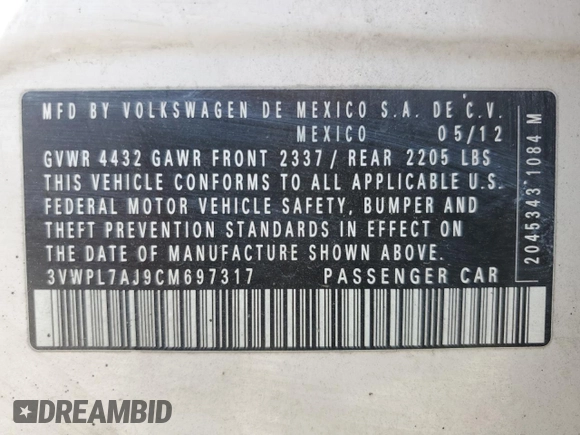 MFD BY VOLKSWAGEN DE MEXICO S.A. DE C.V.
MEXICO 05/12
GVWR 4432 GAWR FRONT 2337/ REAR 2205 LBS
THIS VEHICLE CONFORMS TO ALL APPLICABLE U.S.
FEDERAL MOTOR VEHICLE SAFETY, BUMPER AND
THEFT PREVENTION STANDARDS IN EFFECT ON
THE DATE OF MANUFACTURE SHOWN ABOVE.
3VWPL7AJ9CM697317 PASSENGER CAR
2045343*1084 M
DREAMBID